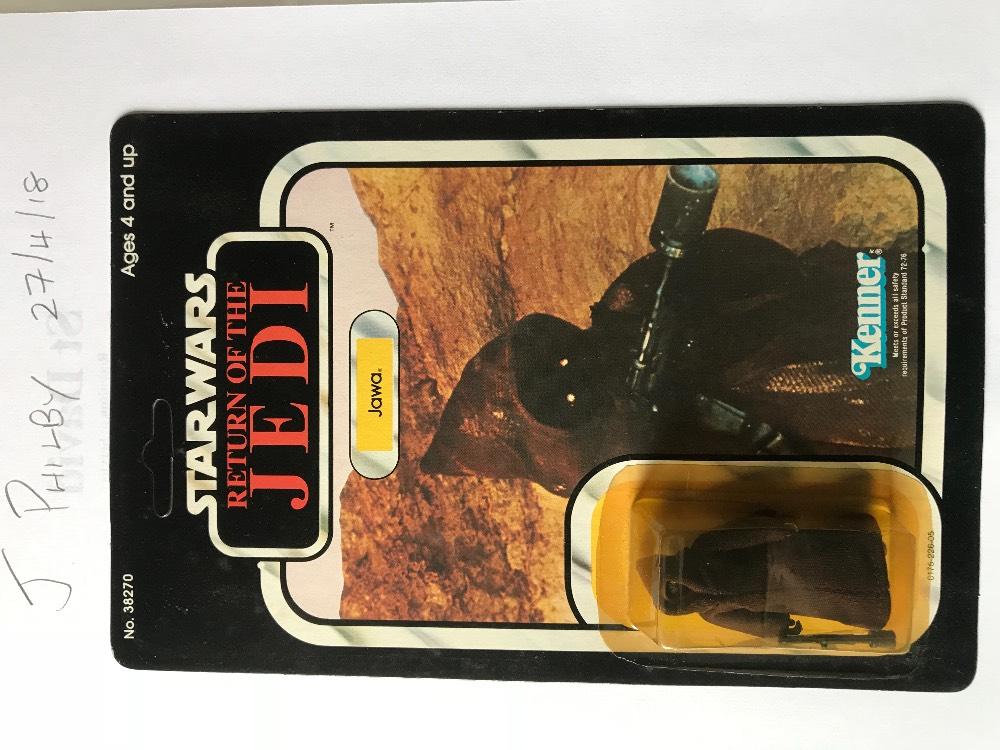 J. PHILBY 27/4/18
No. 38270
Ages 4 and up
STAR WARS
RETURN OF THE
JEDI
™
Jawa
Kenner®
Meets or exceeds all safety
requirements of Product Standard 72-76
0176-226-05